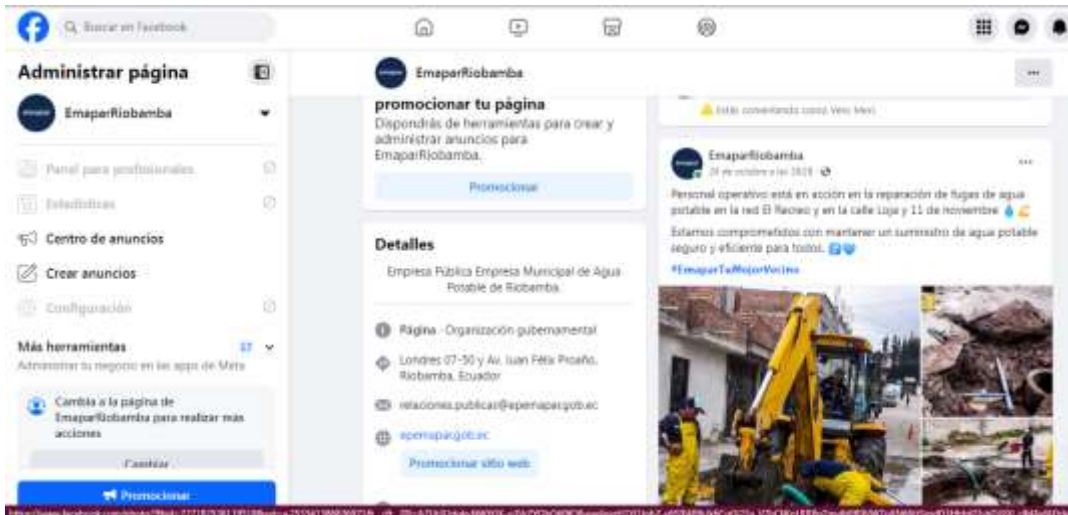 Buscar en Facebook
Administrar página
EmaparRiobamba
Panel para profesionales
Estadísticas
Centro de anuncios
Crear anuncios
Configuración
Más herramientas
Administrar tu negocio en las apps de Meta
Cambia a la página de
EmaparRiobamba para realizar más
acciones
Cambiar
Promocionar
EmaparRiobamba
promocionar tu página
Dispondrás de herramientas para crear y
administrar anuncios para
EmaparRiobamba.
Promocionar
Detalles
Empresa Pública Empresa Municipal de Agua
Potable de Riobamba.
Página · Organización gubernamental
Londres 07-50 y Av. Juan Félix Proaño,
Riobamba, Ecuador
epemapar.gob.ec
Promocionar sitio web
Estás comentando como
EmaparRiobamba
de octubre a las
Personal operativo está en acción en la reparación de fugas de agua
potable en la red El Recreo y en la calle Loja y 11 de noviembre
Estamos comprometidos con mantener un suministro de agua potable
seguro y eficiente para todos.
#EmaparTuMejorVecino